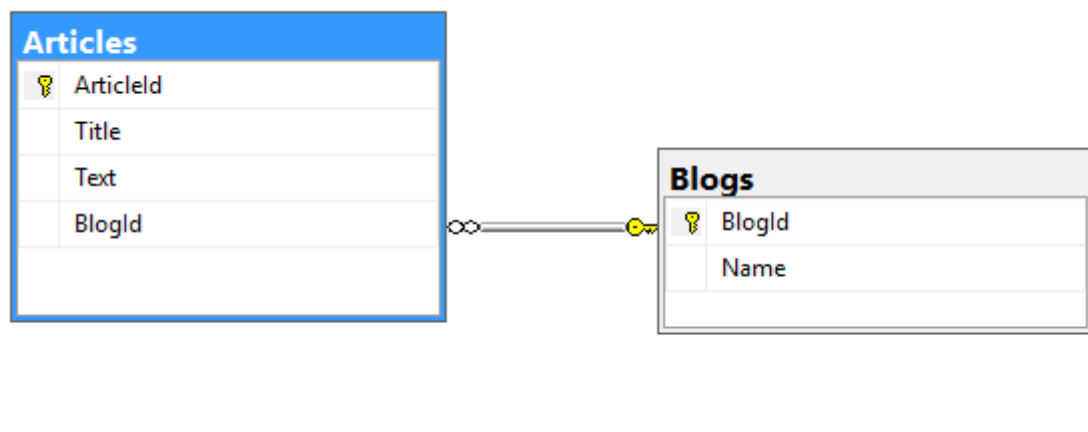 Articles
ArticleId
Title
Text
BlogId
Blogs
BlogId
Name